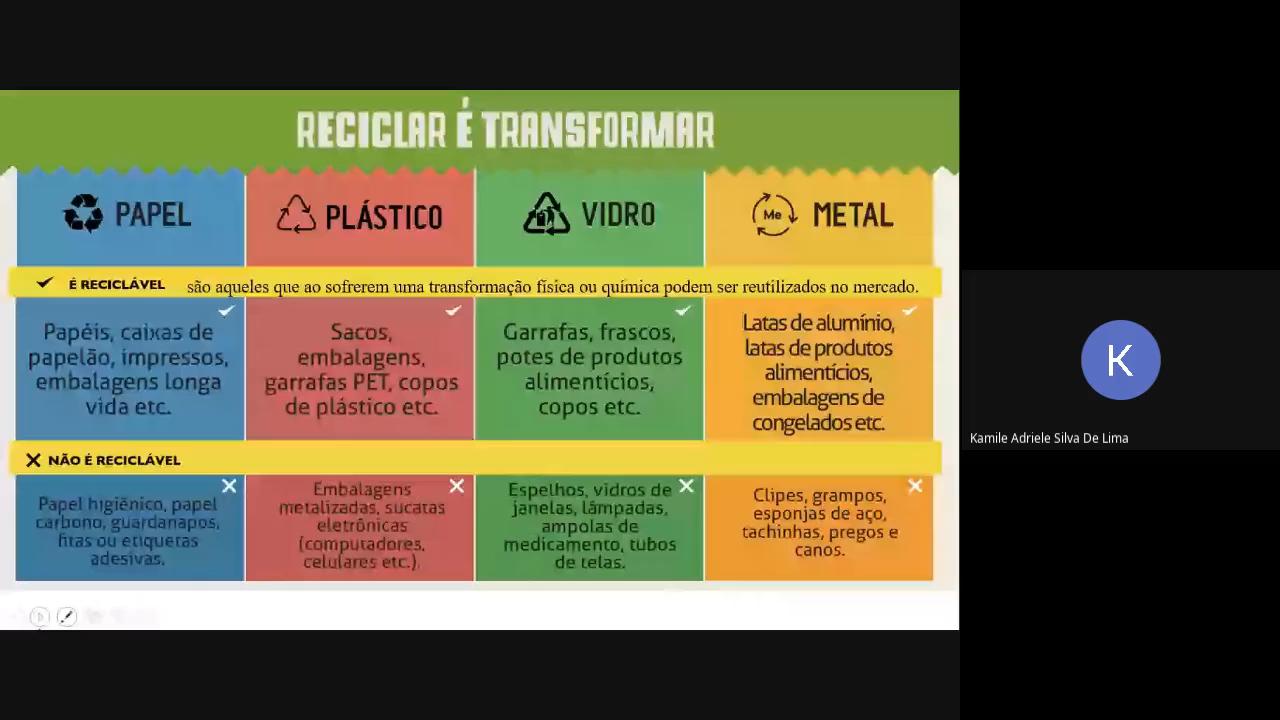 RECICLAR É TRANSFORMAR
PAPEL
PLÁSTICO
VIDRO
Me
METAL
É RECICLÁVEL são aqueles que ao sofrerem uma transformação física ou química podem ser reutilizados no mercado.
Papéis, caixas de
papelão, impressos,
embalagens longa
vida etc.
Sacos,
embalagens,
garrafas PET, copos
de plástico etc.
Garrafas, frascos,
potes de produtos
alimentícios,
copos etc.
Latas de alumínio,
latas de produtos
alimentícios,
embalagens de
congelados etc.
NÃO É RECICLÁVEL
Papel higiênico, papel
carbono, guardanapos,
fitas ou etiquetas
adesivas.
Embalagens
metalizadas, sucatas
eletrônicas
(computadores,
celulares etc.).
Espelhos, vidros de
janelas, lâmpadas,
ampolas de
medicamento, tubos
de telas.
Clipes, grampos,
esponjas de aço,
tachinhas, pregos e
canos.
K
Kamile Adriele Silva De Lima